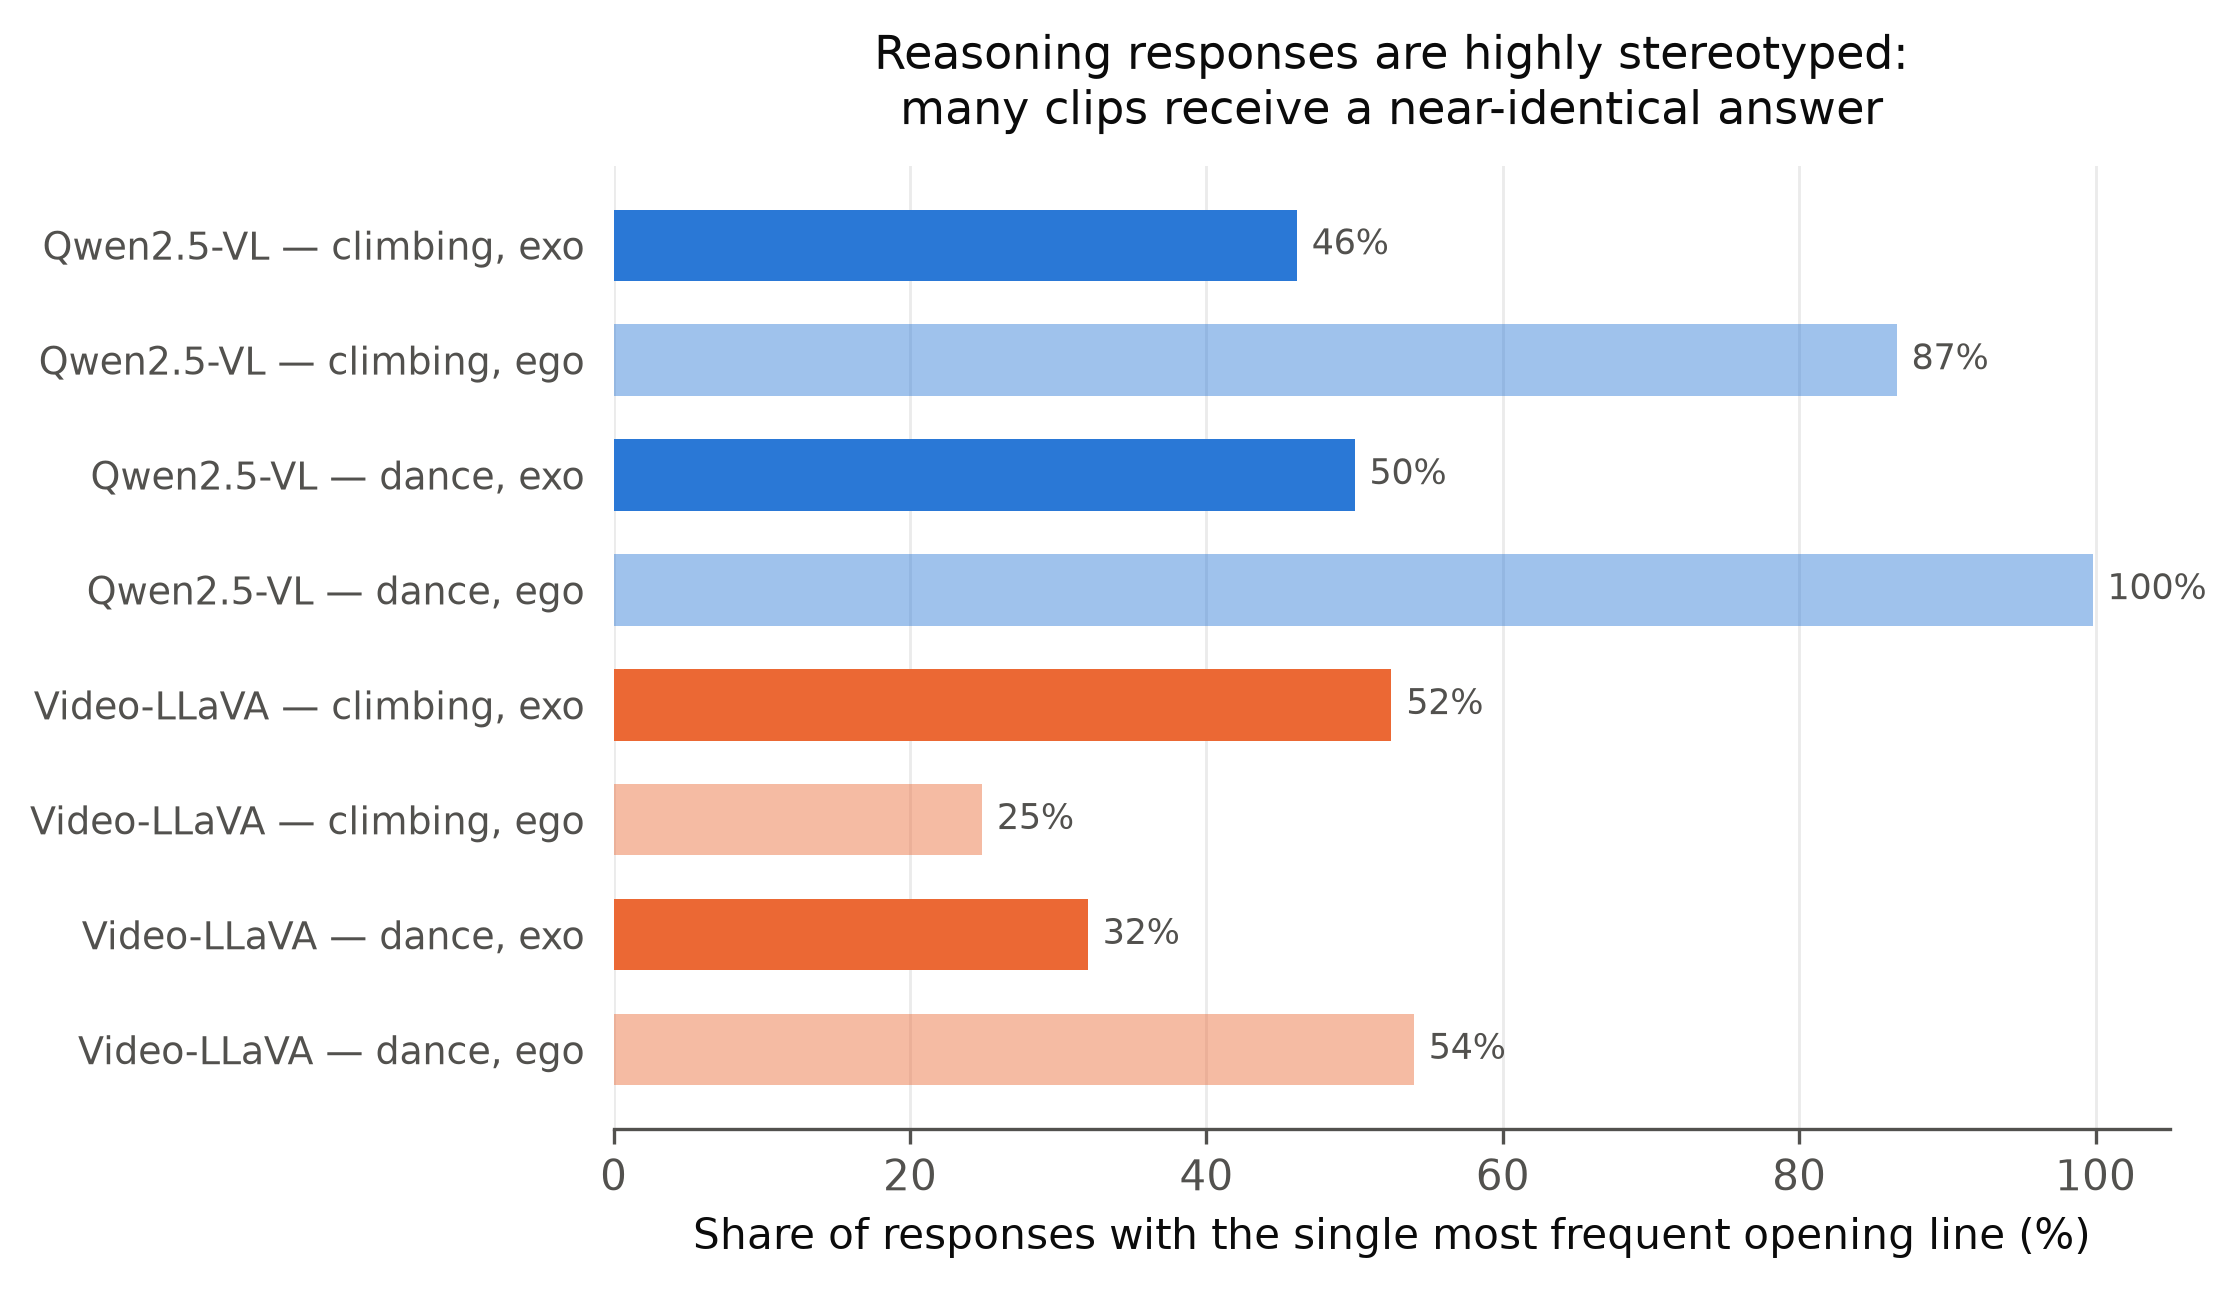 Reasoning responses are highly stereotyped:
many clips receive a near-identical answer
Qwen2.5-VL — climbing, exo
46%
Qwen2.5-VL — climbing, ego
87%
Qwen2.5-VL — dance, exo
50%
Qwen2.5-VL — dance, ego
100%
Video-LLaVA — climbing, exo
52%
Video-LLaVA — climbing, ego
25%
Video-LLaVA — dance, exo
32%
Video-LLaVA — dance, ego
54%
0 20 40 60 80 100
Share of responses with the single most frequent opening line (%)